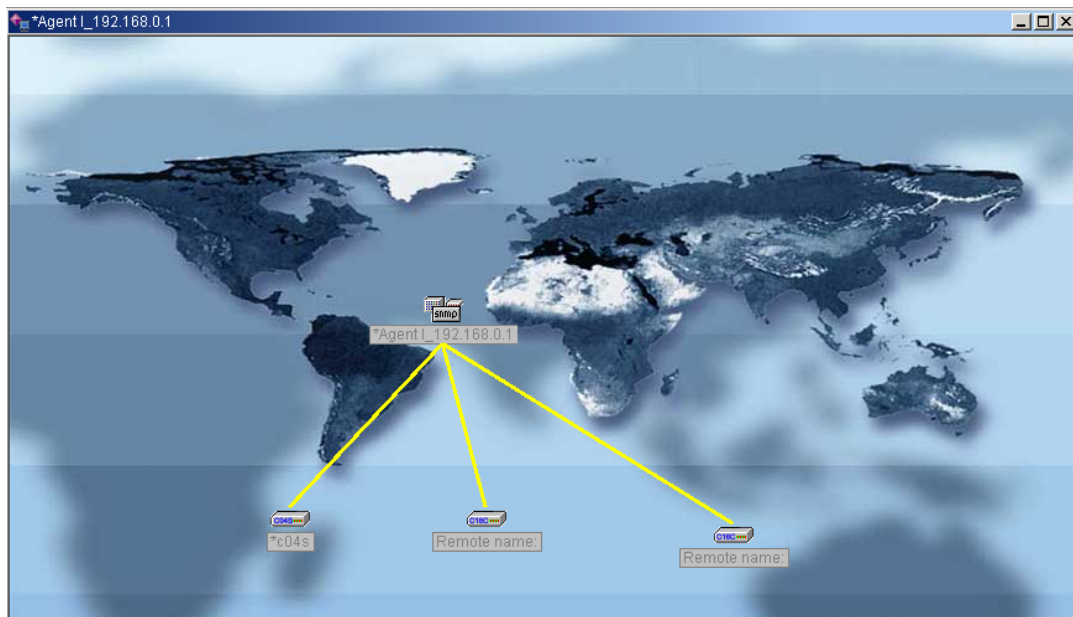 *Agent I_192.168.0.1
snmp
*Agent I_192.168.0.1
C04S
*c04s
C16C
Remote name:
C16C
Remote name: